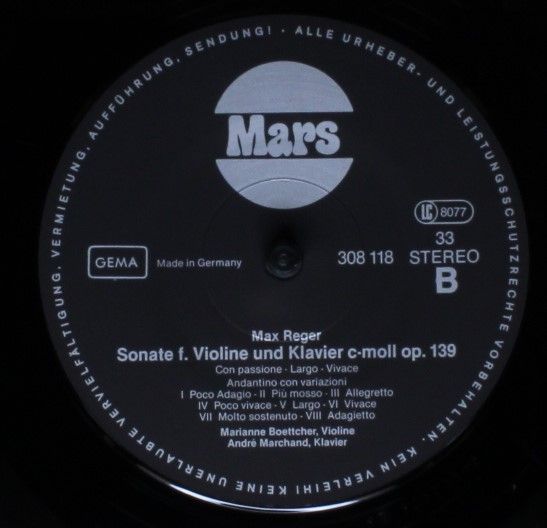 ALLE URHEBER- UND LEISTUNGSSCHUTZRECHTE VORBEHALTEN · KEIN VERLEIH! KEINE UNERLAUBTE VERVIELFÄLTIGUNG, VERMIETUNG, AUFFÜHRUNG, SENDUNG! ·
Mars
LC 8077
33
GEMA Made in Germany 308 118 STEREO
B
Max Reger
Sonate f. Violine und Klavier c-moll op. 139
Con passione · Largo · Vivace
Andantino con variazioni
I Poco Adagio · II Più mosso · III Allegretto
IV Poco vivace · V Largo · VI Vivace
VII Molto sostenuto · VIII Adagietto
Marianne Boettcher, Violine
André Marchand, Klavier